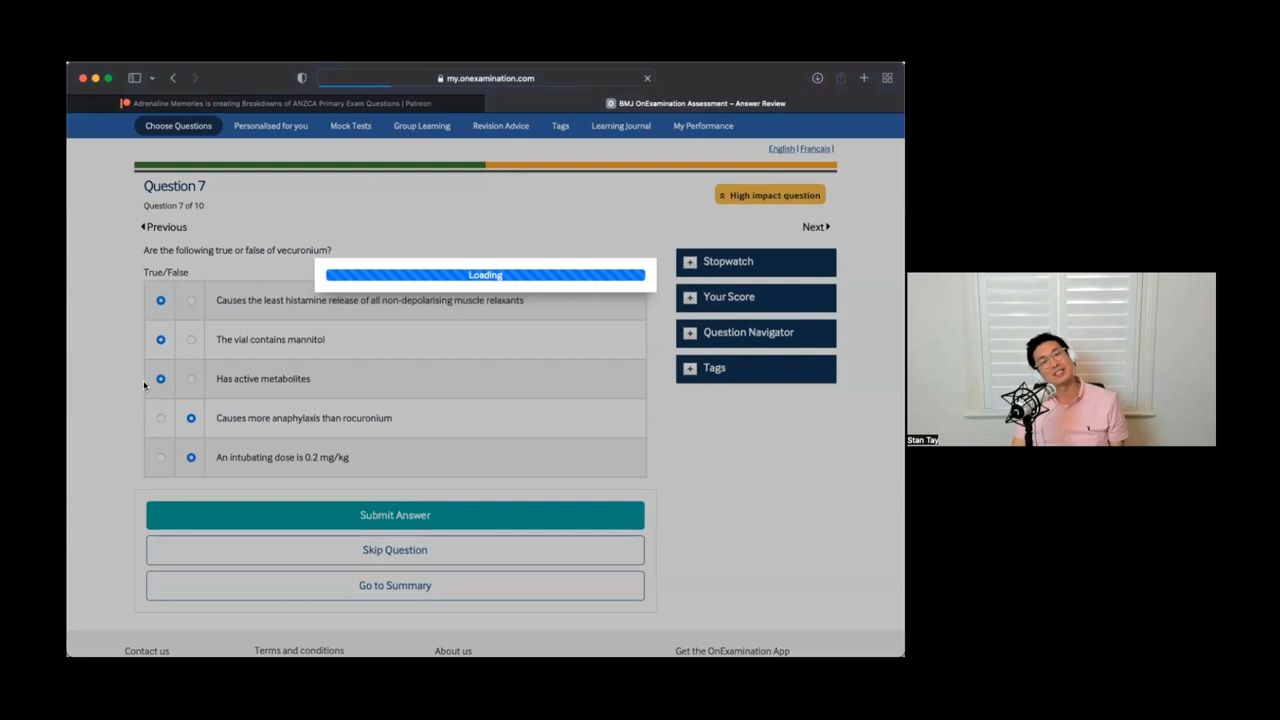 my.onexamination.com
Adrenaline Memories is creating Breakdowns of ANZCA Primary Exam Questions | Patreon
BMJ OnExamination Assessment – Answer Review
Choose Questions
Personalised for you
Mock Tests
Group Learning
Revision Advice
Tags
Learning Journal
My Performance
English | Français |
Question 7
High impact question
Question 7 of 10
Previous
Next
Are the following true or false of vecuronium?
True/False
Loading
Causes the least histamine release of all non-depolarising muscle relaxants
The vial contains mannitol
Has active metabolites
Causes more anaphylaxis than rocuronium
An intubating dose is 0.2 mg/kg
Submit Answer
Skip Question
Go to Summary
Stopwatch
Your Score
Question Navigator
Tags
Contact us
Terms and conditions
About us
Get the OnExamination App
Stan Tay